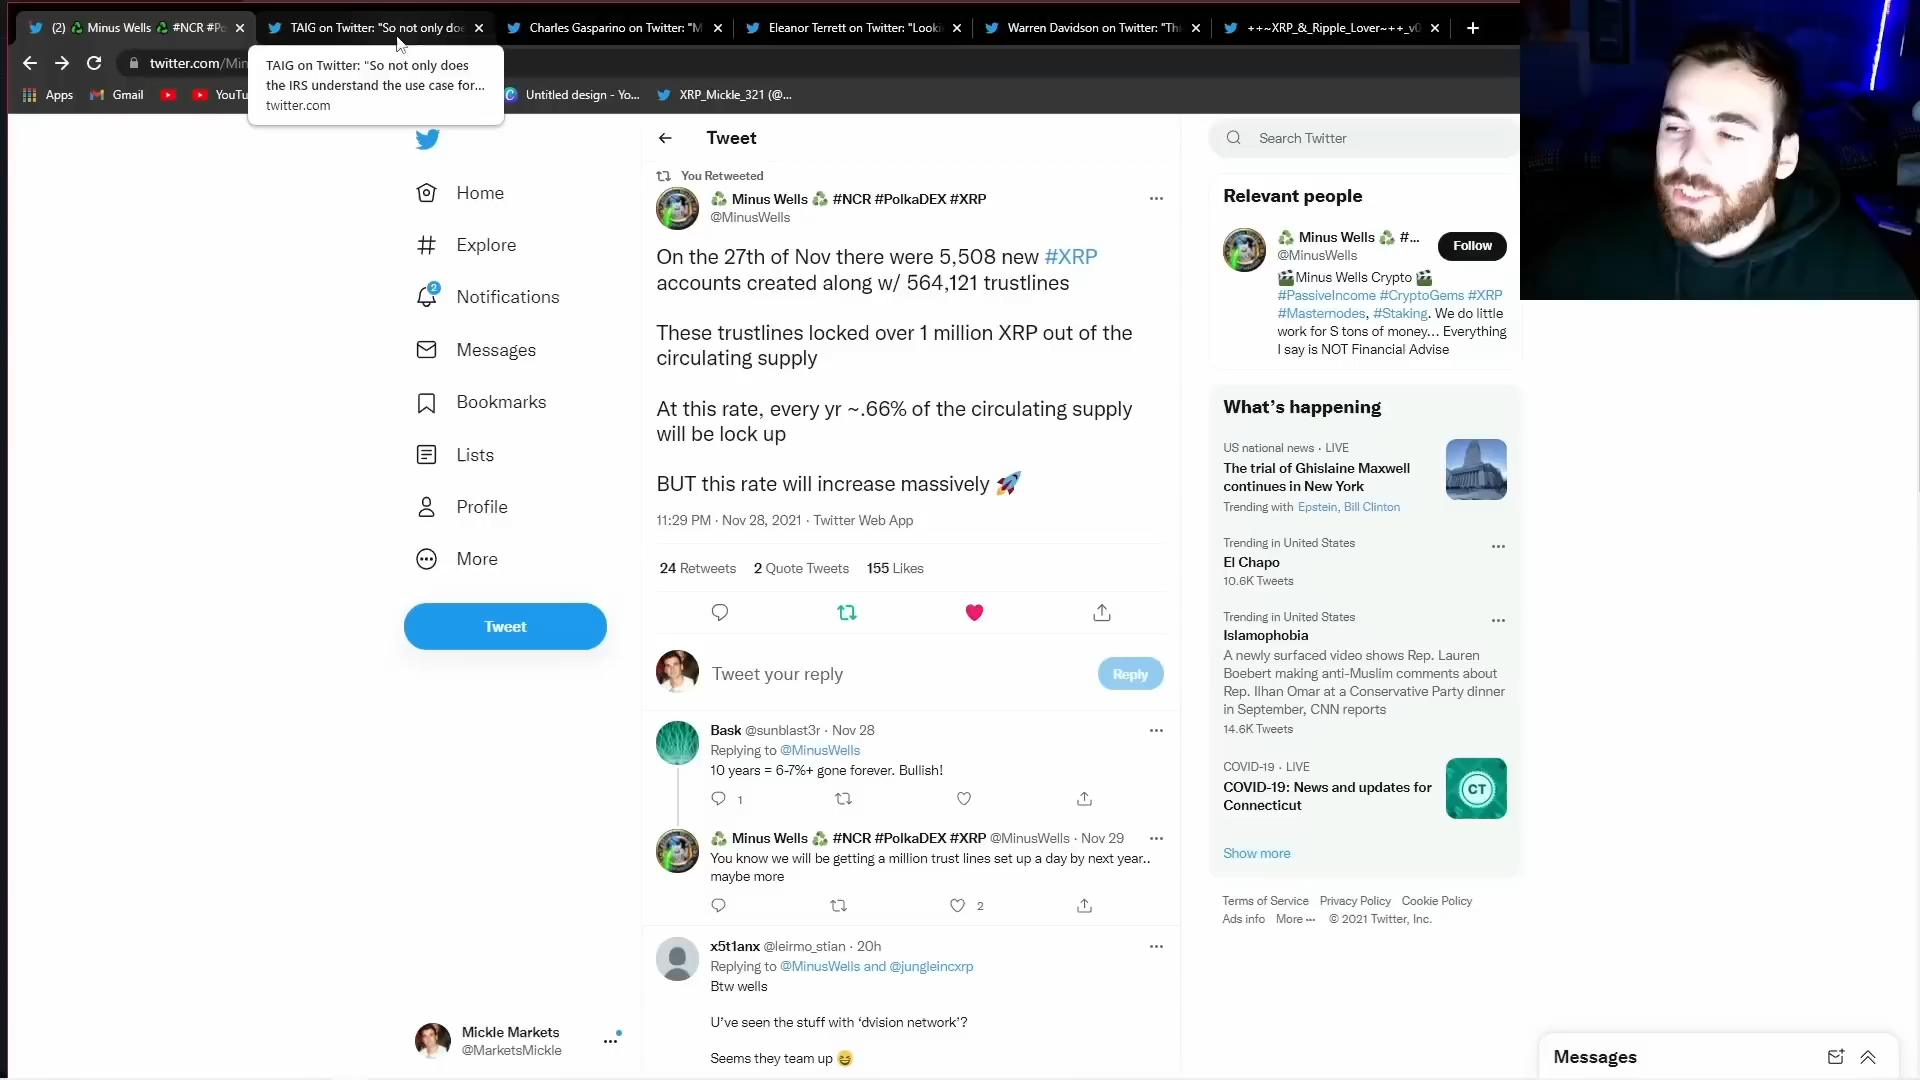 (2) ♻ Minus Wells ♻ #NCR #Po
TAIG on Twitter: "So not only doe
Charles Gasparino on Twitter: "M
Eleanor Terrett on Twitter: "Looki
Warren Davidson on Twitter: "Thi
++~XRP_&_Ripple_Lover~++_v0
twitter.com/Min
TAIG on Twitter: "So not only does
the IRS understand the use case for...
twitter.com
Apps
Gmail
YouTu
Untitled design - Yo...
XRP_Mickle_321 (@...
Home
Explore
2
Notifications
Messages
Bookmarks
Lists
Profile
More
Tweet
Mickle Markets
@MarketsMickle
Tweet
You Retweeted
♻ Minus Wells ♻ #NCR #PolkaDEX #XRP
@MinusWells
On the 27th of Nov there were 5,508 new #XRP
accounts created along w/ 564,121 trustlines
These trustlines locked over 1 million XRP out of the
circulating supply
At this rate, every yr ~.66% of the circulating supply
will be lock up
BUT this rate will increase massively 🚀
11:29 PM · Nov 28, 2021 · Twitter Web App
24 Retweets 2 Quote Tweets 155 Likes
Tweet your reply
Reply
Bask @sunblast3r · Nov 28
Replying to @MinusWells
10 years = 6-7%+ gone forever. Bullish!
1
♻ Minus Wells ♻ #NCR #PolkaDEX #XRP @MinusWells · Nov 29
You know we will be getting a million trust lines set up a day by next year..
maybe more
2
x5t1anx @leirmo_stian · 20h
Replying to @MinusWells and @jungleincxrp
Btw wells
U've seen the stuff with 'dvision network'?
Seems they team up 😆
Search Twitter
Relevant people
♻ Minus Wells ♻ #...
@MinusWells
Follow
🎬Minus Wells Crypto 🎬
#PassiveIncome #CryptoGems #XRP
#Masternodes, #Staking. We do little
work for S tons of money... Everything
I say is NOT Financial Advise
What's happening
US national news · LIVE
The trial of Ghislaine Maxwell
continues in New York
Trending with Epstein, Bill Clinton
Trending in United States
El Chapo
10.6K Tweets
Trending in United States
Islamophobia
A newly surfaced video shows Rep. Lauren
Boebert making anti-Muslim comments about
Rep. Ilhan Omar at a Conservative Party dinner
in September, CNN reports
14.6K Tweets
COVID-19 · LIVE
COVID-19: News and updates for
Connecticut
CT
Show more
Terms of Service Privacy Policy Cookie Policy
Ads info More ··· © 2021 Twitter, Inc.
Messages